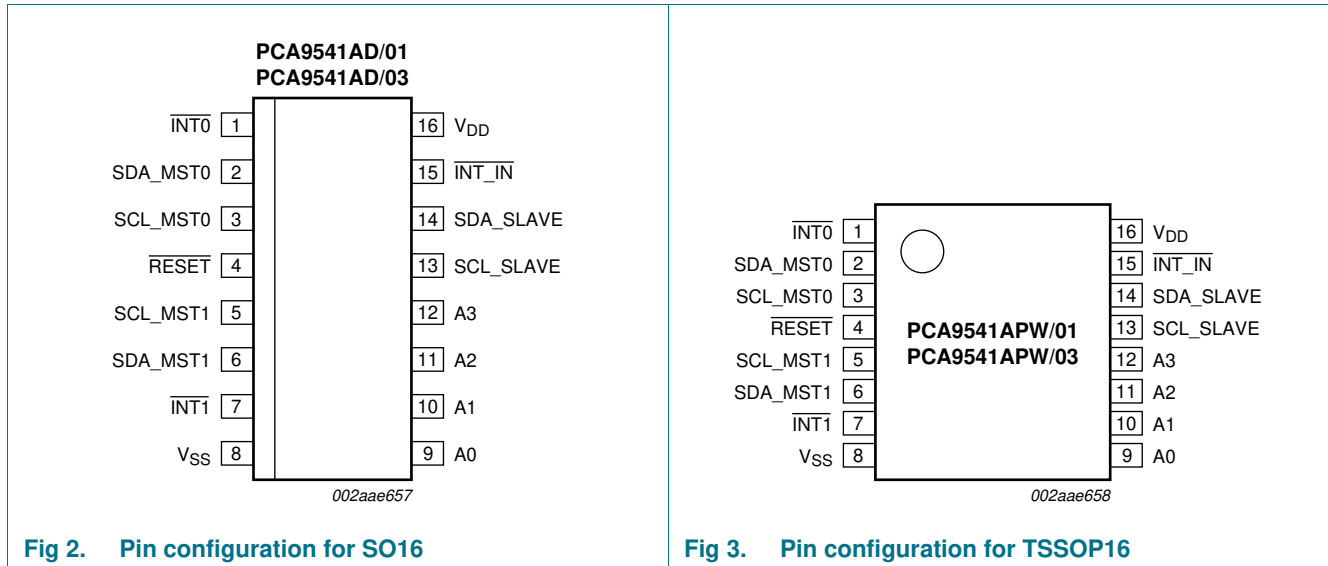 PCA9541AD/01
PCA9541AD/03
INT0 1
16 VDD
SDA_MST0 2
15 INT_IN
SCL_MST0 3
14 SDA_SLAVE
RESET 4
13 SCL_SLAVE
SCL_MST1 5
12 A3
SDA_MST1 6
11 A2
INT1 7
10 A1
VSS 8
9 A0
002aae657
Fig 2. Pin configuration for SO16
INT0 1
16 VDD
SDA_MST0 2
15 INT_IN
SCL_MST0 3
14 SDA_SLAVE
RESET 4
PCA9541APW/01
13 SCL_SLAVE
SCL_MST1 5
PCA9541APW/03
12 A3
SDA_MST1 6
11 A2
INT1 7
10 A1
VSS 8
9 A0
002aae658
Fig 3. Pin configuration for TSSOP16